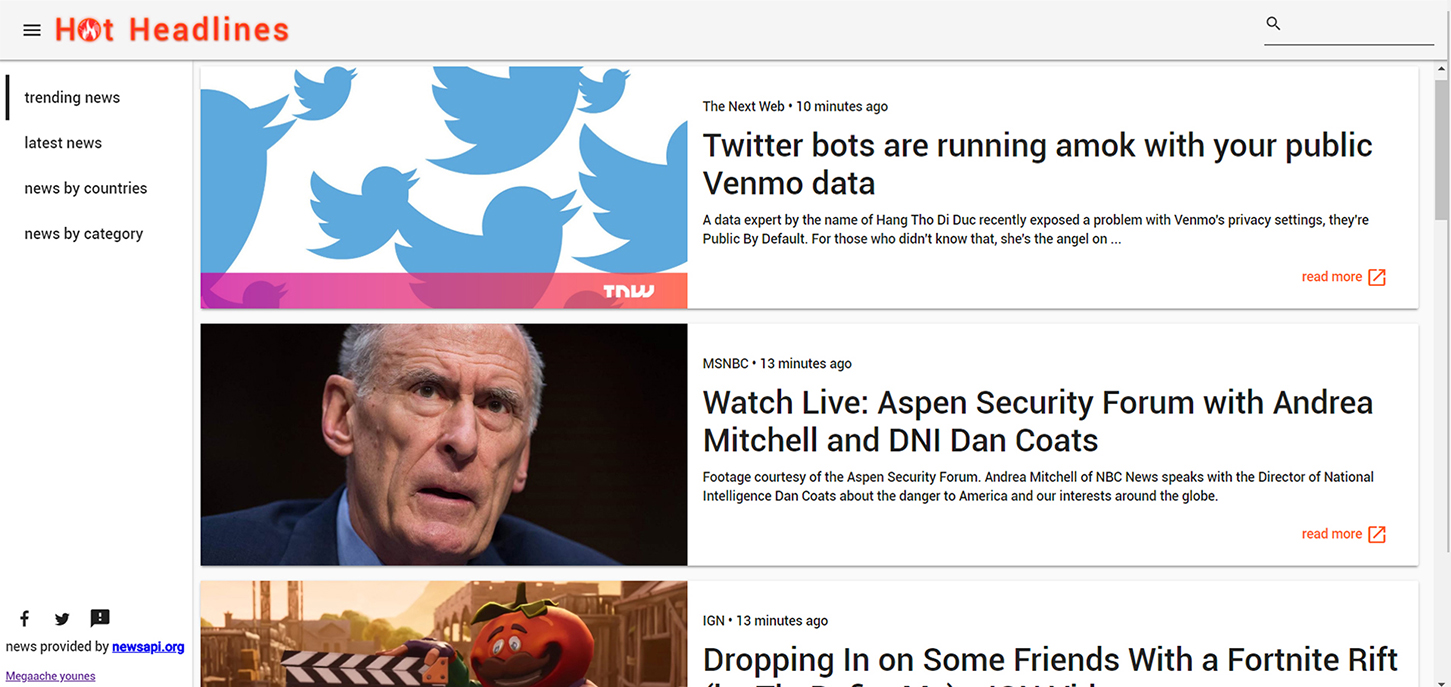 Hot Headlines
trending news
latest news
news by countries
news by category
news provided by newsapi.org
Megaache younes
The Next Web • 10 minutes ago
Twitter bots are running amok with your public
Venmo data
A data expert by the name of Hang Tho Di Duc recently exposed a problem with Venmo's privacy settings, they're
Public By Default. For those who didn't know that, she's the angel on ...
read more
TNW
MSNBC • 13 minutes ago
Watch Live: Aspen Security Forum with Andrea
Mitchell and DNI Dan Coats
Footage courtesy of the Aspen Security Forum. Andrea Mitchell of NBC News speaks with the Director of National
Intelligence Dan Coats about the danger to America and our interests around the globe.
read more
IGN • 13 minutes ago
Dropping In on Some Friends With a Fortnite Rift